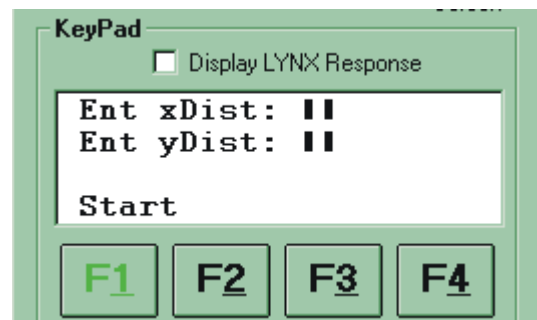 KeyPad
Display LYNX Response
Ent xDist: ▮▮
Ent yDist: ▮▮
Start
F1 F2 F3 F4